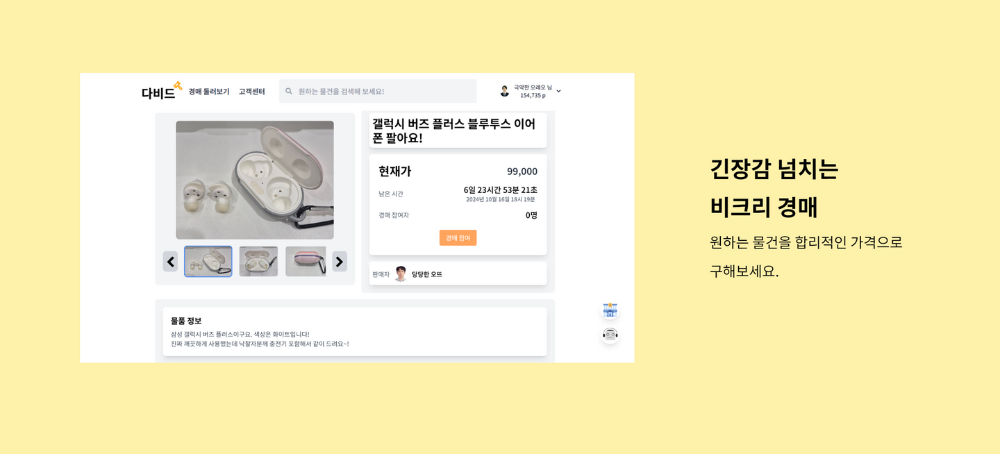 다비드
경매 둘러보기
고객센터
원하는 물건을 검색해 보세요!
극악한 오레오 님
154,735 p
갤럭시 버즈 플러스 블루투스 이어
폰 팔아요!
현재가
99,000
남은 시간
6일 23시간 53분 21초
2024년 10월 16일 18시 19분
경매 참여자
0명
경매 참여
판매자
당당한 오뜨
물품 정보
삼성 갤럭시 버즈 플러스이구요. 색상은 화이트입니다!
진짜 깨끗하게 사용했는데 낙찰자분께 충전기 포함해서 같이 드려요~!
긴장감 넘치는
비크리 경매
원하는 물건을 합리적인 가격으로
구해보세요.